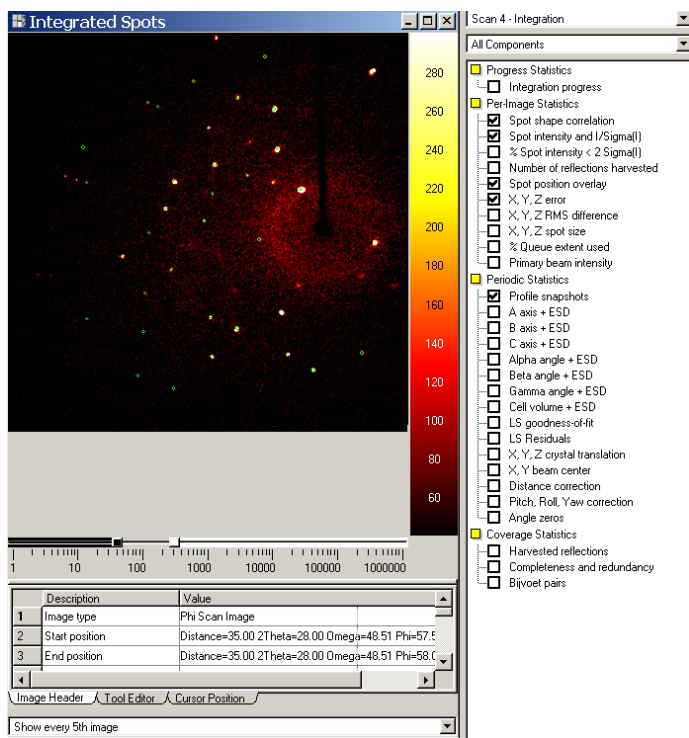 Integrated Spots
280
260
240
220
200
180
160
140
120
100
80
60
1 10 100 1000 10000 100000 1000000
Description Value
1 Image type Phi Scan Image
2 Start position Distance=35.00 2Theta=28.00 Omega=48.51 Phi=57.5
3 End position Distance=35.00 2Theta=28.00 Omega=48.51 Phi=58.0
Image Header Tool Editor Cursor Position
Show every 5th image
Scan 4 - Integration
All Components
Progress Statistics
Integration progress
Per-Image Statistics
Spot shape correlation
Spot intensity and I/Sigma(I)
% Spot intensity < 2 Sigma(I)
Number of reflections harvested
Spot position overlay
X, Y, Z error
X, Y, Z RMS difference
X, Y, Z spot size
% Queue extent used
Primary beam intensity
Periodic Statistics
Profile snapshots
A axis + ESD
B axis + ESD
C axis + ESD
Alpha angle + ESD
Beta angle + ESD
Gamma angle + ESD
Cell volume + ESD
LS goodness-of-fit
LS Residuals
X, Y, Z crystal translation
X, Y beam center
Distance correction
Pitch, Roll, Yaw correction
Angle zeros
Coverage Statistics
Harvested reflections
Completeness and redundancy
Bijvoet pairs